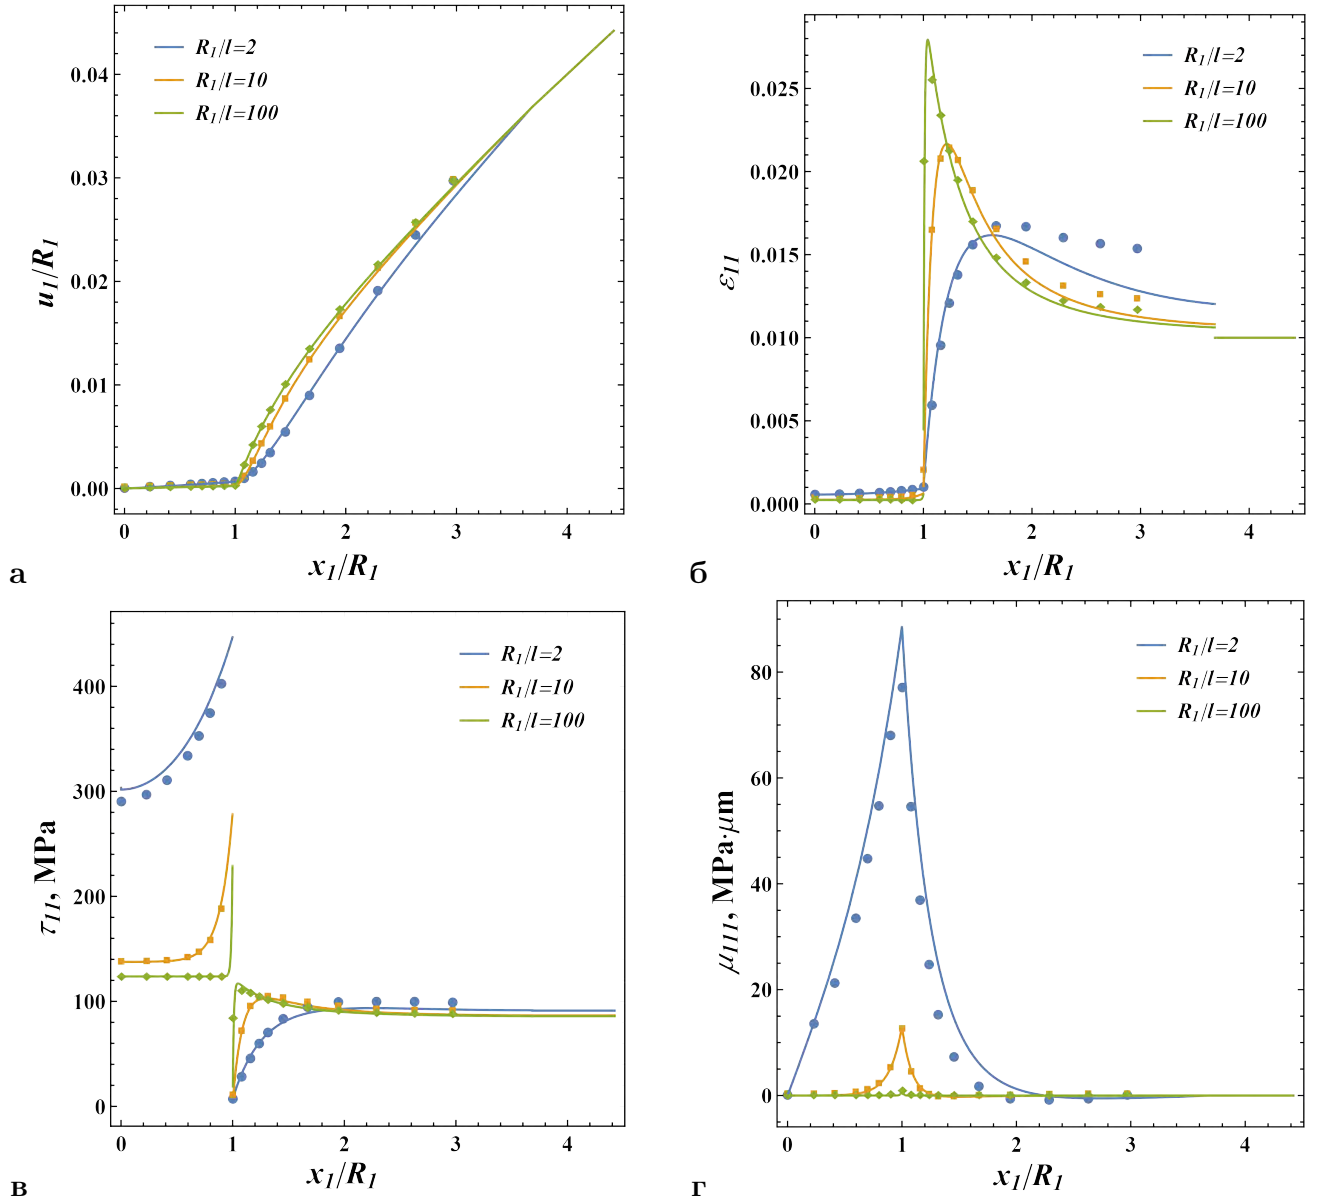 R1/l=2
R1/l=10
R1/l=100
0.04
0.03
0.02
0.01
0.00
u1/R1
0 1 2 3 4
x1/R1
а
R1/l=2
R1/l=10
R1/l=100
0.025
0.020
0.015
0.010
0.005
0.000
ε11
0 1 2 3 4
x1/R1
б
R1/l=2
R1/l=10
R1/l=100
400
300
200
100
0
τ11, MPa
0 1 2 3 4
x1/R1
в
R1/l=2
R1/l=10
R1/l=100
80
60
40
20
0
μ111, MPa·μm
0 1 2 3 4
x1/R1
г